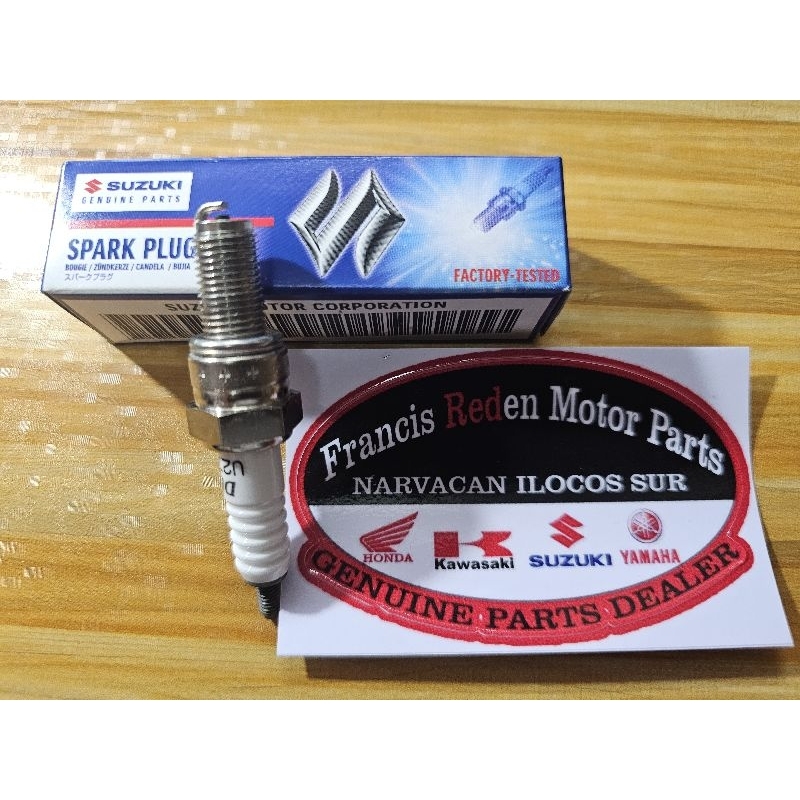 SUZUKI
GENUINE PARTS
SPARK PLUG
BOUGIE / ZÜNDKERZE / CANDELA / BUJIA
スパークプラグ
FACTORY-TESTED
MOTOR CORPORATION
Francis Reden Motor Parts
NARVACAN ILOCOS SUR
HONDA
Kawasaki
SUZUKI
YAMAHA
GENUINE PARTS DEALER